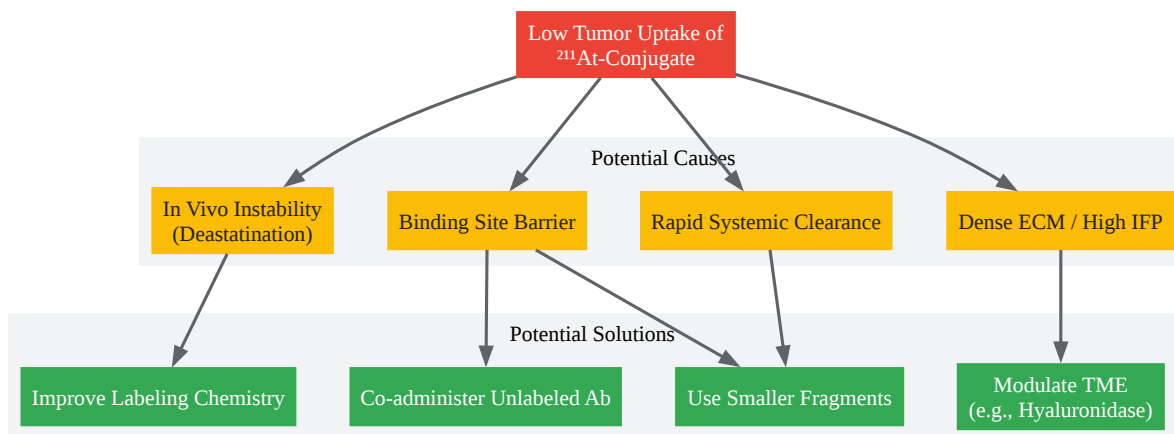 Low Tumor Uptake of
²¹¹At-Conjugate
Potential Causes
In Vivo Instability
(Deastatination)
Binding Site Barrier
Rapid Systemic Clearance
Dense ECM / High IFP
Potential Solutions
Improve Labeling Chemistry
Co-administer Unlabeled Ab
Use Smaller Fragments
Modulate TME
(e.g., Hyaluronidase)